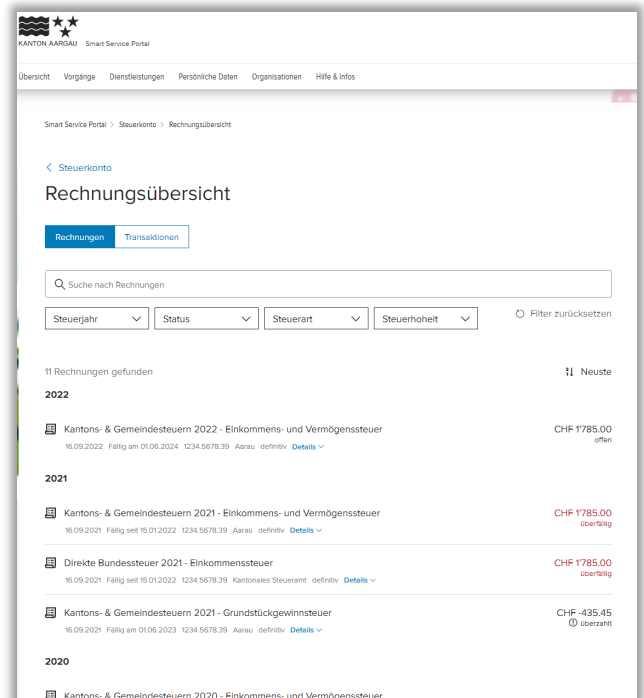 KANTON AARGAU Smart Service Portal
Übersicht Vorgänge Dienstleistungen Persönliche Daten Organisationen Hilfe & Infos
Smart Service Portal > Steuerkonto > Rechnungsübersicht
< Steuerkonto
Rechnungsübersicht
Rechnungen Transaktionen
Suche nach Rechnungen
Steuerjahr Status Steuerart Steuerhoheit Filter zurücksetzen
11 Rechnungen gefunden Neuste
2022
Kantons- & Gemeindesteuern 2022 - Einkommens- und Vermögenssteuer CHF 1'785.00
16.09.2022 Fällig am 01.06.2024 1234.5678.39 Aarau definitiv Details offen
2021
Kantons- & Gemeindesteuern 2021 - Einkommens- und Vermögenssteuer CHF 1'785.00
16.09.2021 Fällig seit 15.01.2022 1234.5678.39 Aarau definitiv Details überfällig
Direkte Bundessteuer 2021 - Einkommenssteuer CHF 1'785.00
16.09.2021 Fällig seit 15.01.2022 1234.5678.39 Kantonales Steueramt definitiv Details überfällig
Kantons- & Gemeindesteuern 2021 - Grundstückgewinnsteuer CHF -435.45
16.09.2021 Fällig am 01.06.2023 1234.5678.39 Aarau definitiv Details überzahlt
2020
Kantons- & Gemeindesteuern 2020 - Einkommens- und Vermögenssteuer